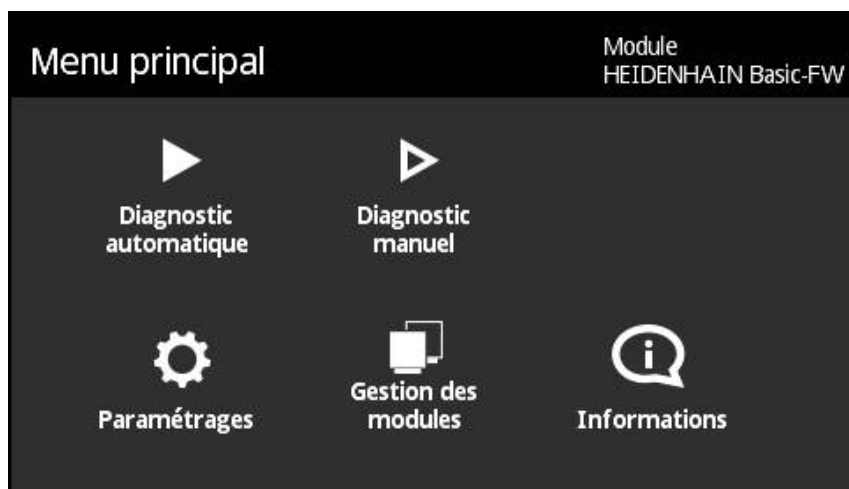 Menu principal
Module
HEIDENHAIN Basic-FW
Diagnostic
automatique
Diagnostic
manuel
Paramétrages
Gestion des
modules
Informations